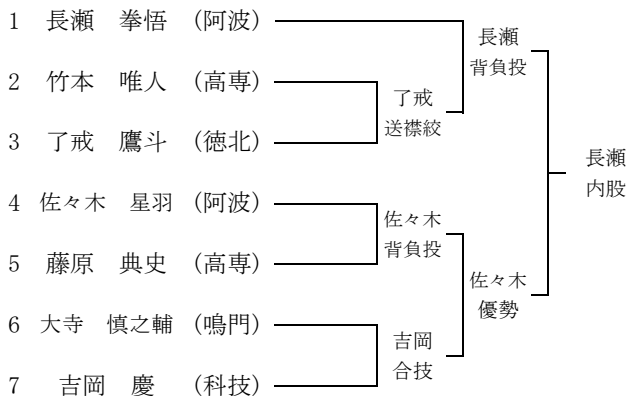 1 長瀬 拳悟 (阿波)
2 竹本 唯人 (高専)
3 了戒 鷹斗 (徳北)
4 佐々木 星羽 (阿波)
5 藤原 典史 (高専)
6 大寺 慎之輔 (鳴門)
7 吉岡 慶 (科技)
了戒
送襟絞
佐々木
背負投
吉岡
合技
長瀬
背負投
佐々木
優勢
長瀬
内股